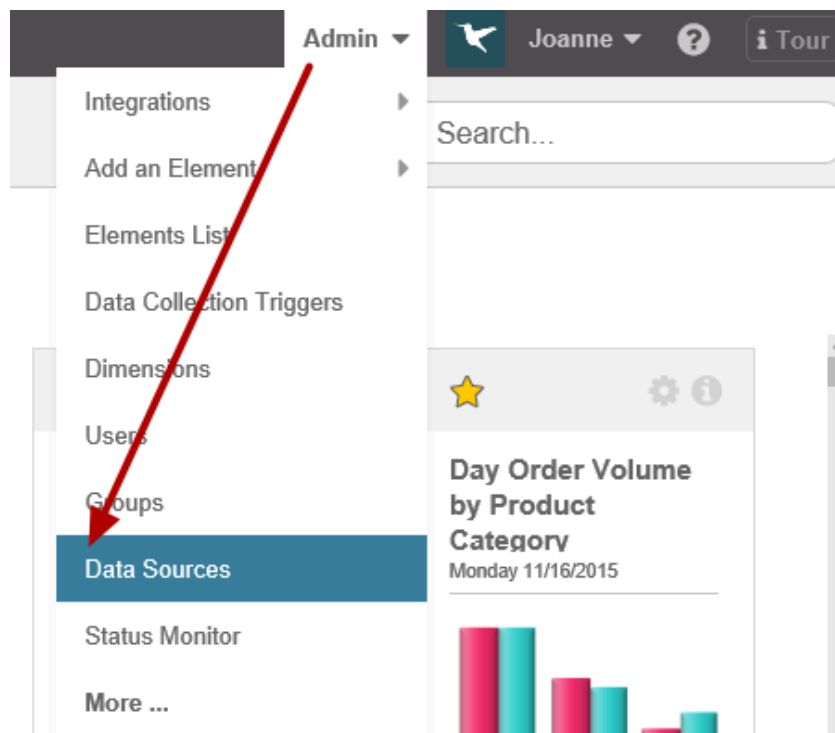 Admin
Joanne
?
i Tour
Integrations
Search...
Add an Element
Elements List
Data Collection Triggers
Dimensions
Users
Groups
Data Sources
Status Monitor
More ...
Day Order Volume
by Product
Category
Monday 11/16/2015